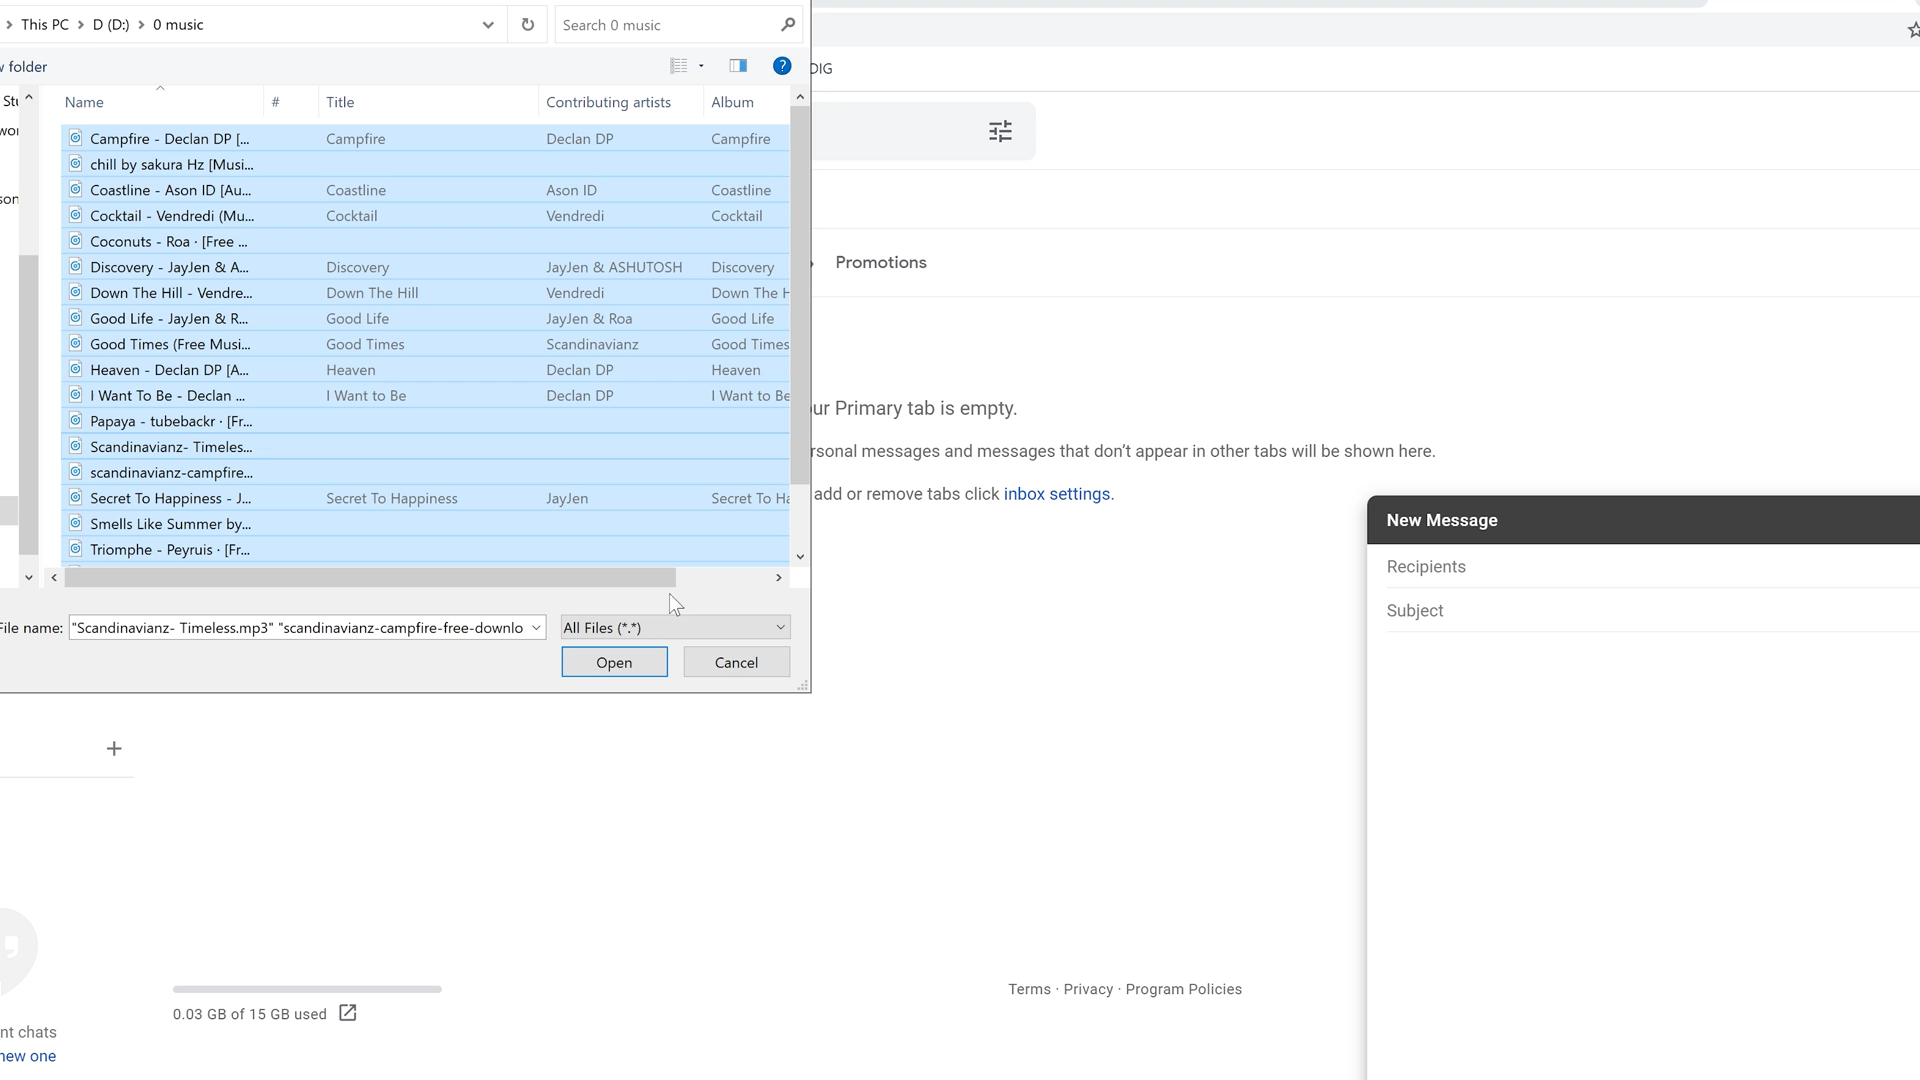 This PC > D (D:) > 0 music
Search 0 music
folder
DIG
Name # Title Contributing artists Album
Campfire - Declan DP [... Campfire Declan DP Campfire
chill by sakura Hz [Musi...
Coastline - Ason ID [Au... Coastline Ason ID Coastline
Cocktail - Vendredi (Mu... Cocktail Vendredi Cocktail
Coconuts - Roa · [Free ...
Discovery - JayJen & A... Discovery JayJen & ASHUTOSH Discovery
Down The Hill - Vendre... Down The Hill Vendredi Down The H
Good Life - JayJen & R... Good Life JayJen & Roa Good Life
Good Times (Free Musi... Good Times Scandinavianz Good Times
Heaven - Declan DP [A... Heaven Declan DP Heaven
I Want To Be - Declan ... I Want to Be Declan DP I Want to Be
Papaya - tubebackr · [Fr...
Scandinavianz- Timeles...
scandinavianz-campfire...
Secret To Happiness - J... Secret To Happiness JayJen Secret To Ha
Smells Like Summer by...
Triomphe - Peyruis · [Fr...
File name: "Scandinavianz- Timeless.mp3" "scandinavianz-campfire-free-downlo All Files (*.*)
Open Cancel
Promotions
ur Primary tab is empty.
rsonal messages and messages that don't appear in other tabs will be shown here.
add or remove tabs click inbox settings.
New Message
Recipients
Subject
0.03 GB of 15 GB used
Terms · Privacy · Program Policies
nt chats
new one